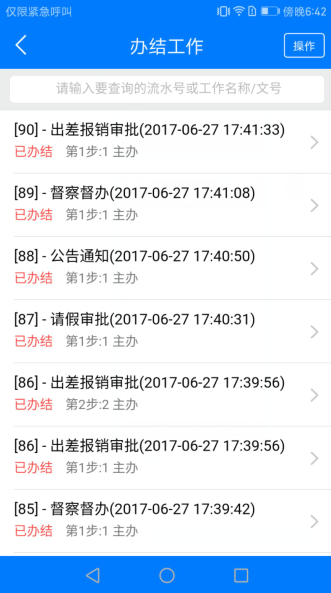 仅限紧急呼叫
傍晚6:42
办结工作
操作
请输入要查询的流水号或工作名称/文号
[90] - 出差报销审批(2017-06-27 17:41:33)
已办结 第1步:1 主办
[89] - 督察督办(2017-06-27 17:41:08)
已办结 第1步:1 主办
[88] - 公告通知(2017-06-27 17:40:50)
已办结 第1步:1 主办
[87] - 请假审批(2017-06-27 17:40:31)
已办结 第1步:1 主办
[86] - 出差报销审批(2017-06-27 17:39:56)
已办结 第2步:2 主办
[86] - 出差报销审批(2017-06-27 17:39:56)
已办结 第1步:1 主办
[85] - 督察督办(2017-06-27 17:39:42)
已办结 第1步:1 主办